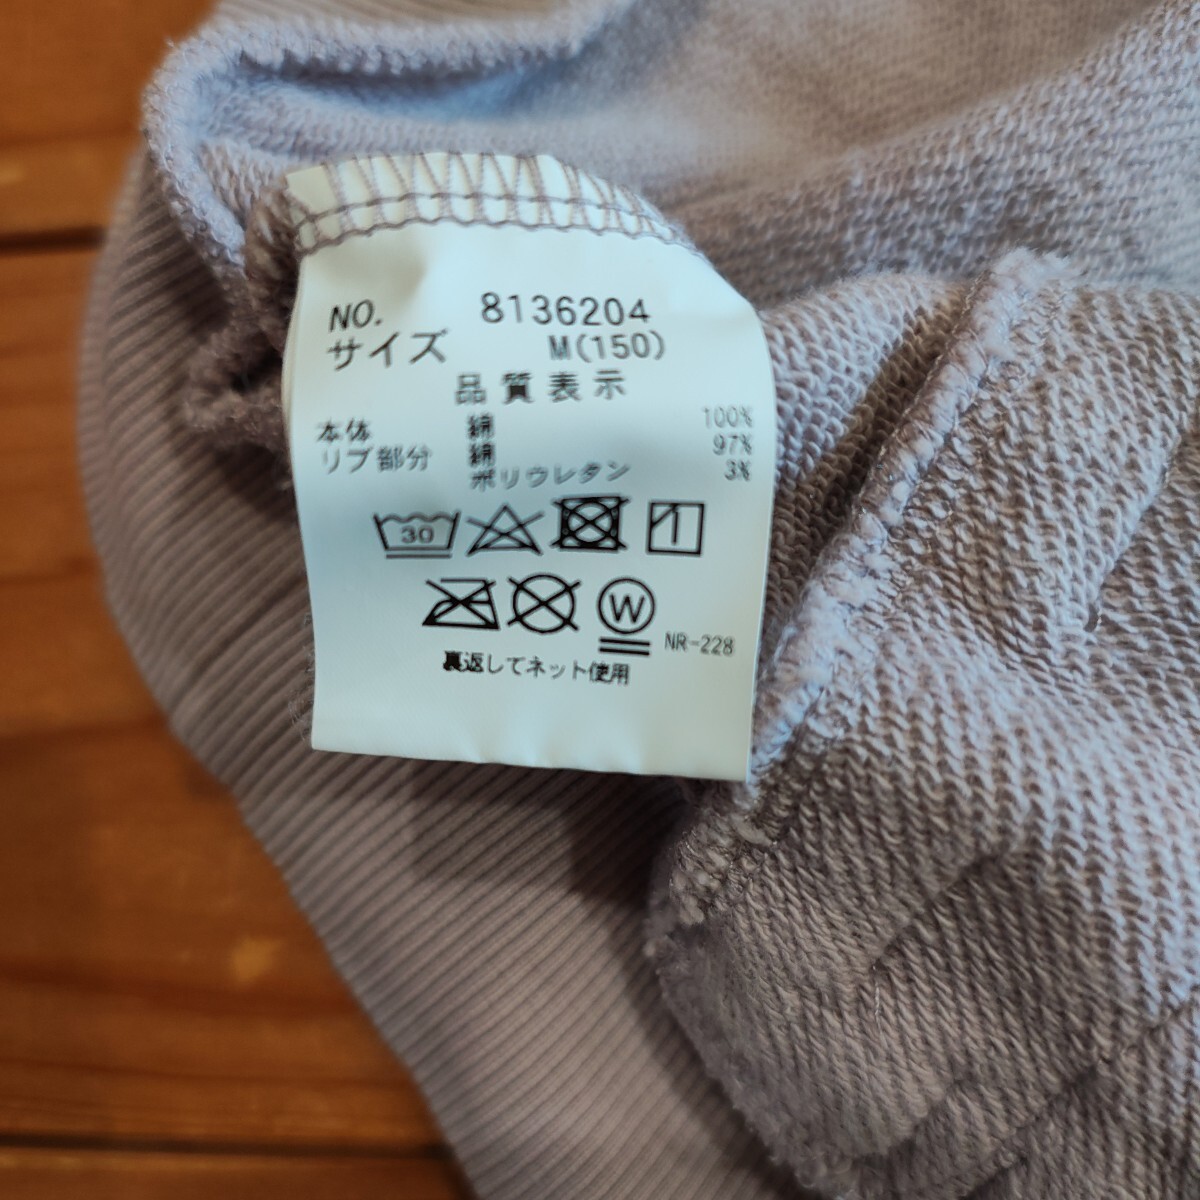 NO. 8136204
サイズ M(150)
品質表示
本体 綿 100%
リブ部分 綿 97%
ポリウレタン 3%
30
W
NR-228
裏返してネット使用